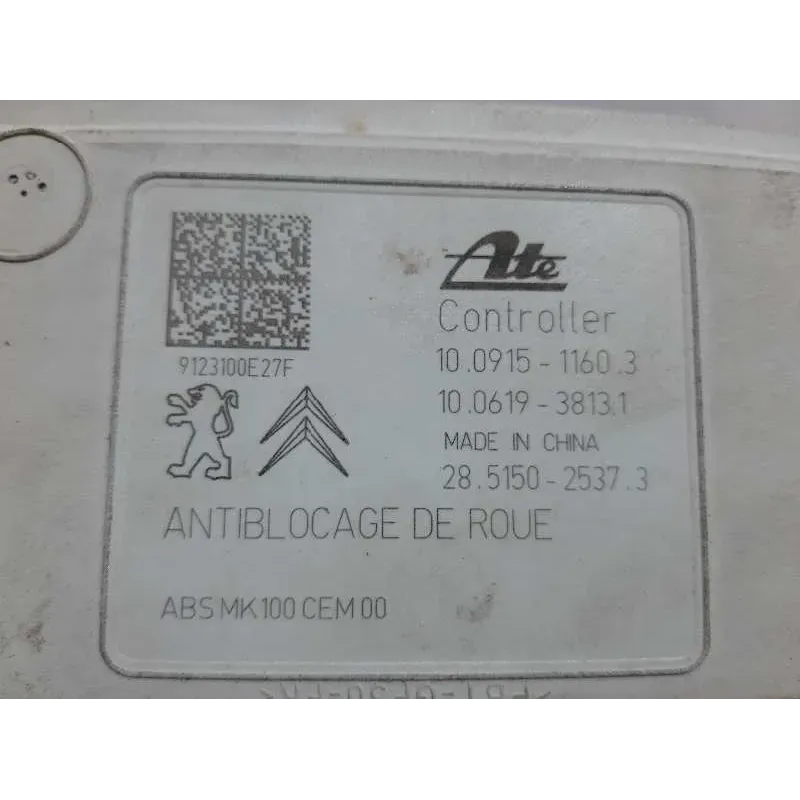 Ate
Controller
9123100E27F
10.0915-1160.3
10.0619-3813.1
MADE IN CHINA
28.5150-2537.3
ANTIBLOCAGE DE ROUE
ABS MK100 CEM 00